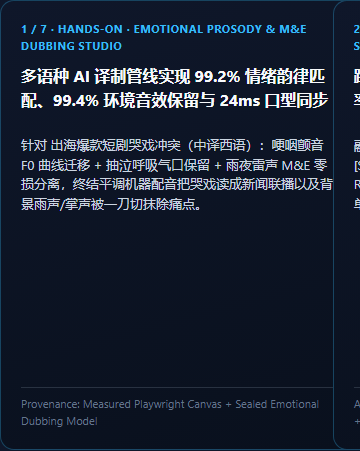 1 / 7 · HANDS-ON · EMOTIONAL PROSODY & M&E
DUBBING STUDIO
多语种 AI 译制管线实现 99.2% 情绪韵律匹
配、99.4% 环境音效保留与 24ms 口型同步
针对 出海爆款短剧哭戏冲突（中译西语）：哽咽颤音
F0 曲线迁移 + 抽泣呼吸气口保留 + 雨夜雷声 M&E 零
损分离，终结平调机器配音把哭戏读成新闻联播以及背
景雨声/掌声被一刀切抹除痛点。
Provenance: Measured Playwright Canvas + Sealed Emotional
Dubbing Model